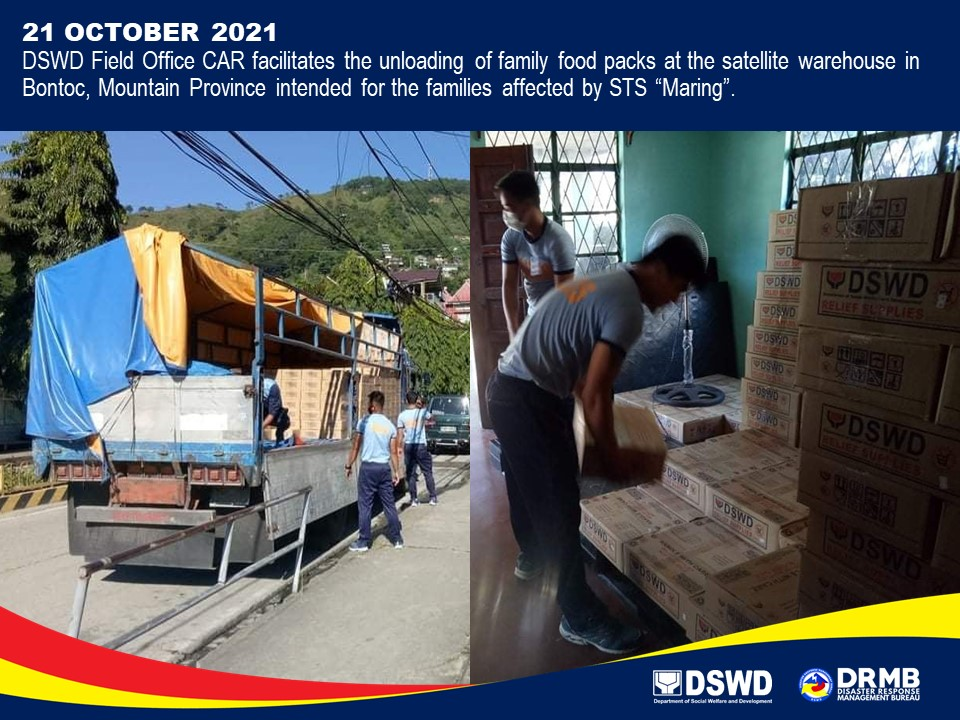 21 OCTOBER 2021
DSWD Field Office CAR facilitates the unloading of family food packs at the satellite warehouse in
Bontoc, Mountain Province intended for the families affected by STS “Maring”.
DSWD
RELIEF SUPPLIES
DSWD
DSWD
DSWD
DSWD
DSWD
DSWD
DSWD
DSWD
DSWD
DSWD
Department of Social Welfare and Development
DRMB
DISASTER RESPONSE
MANAGEMENT BUREAU